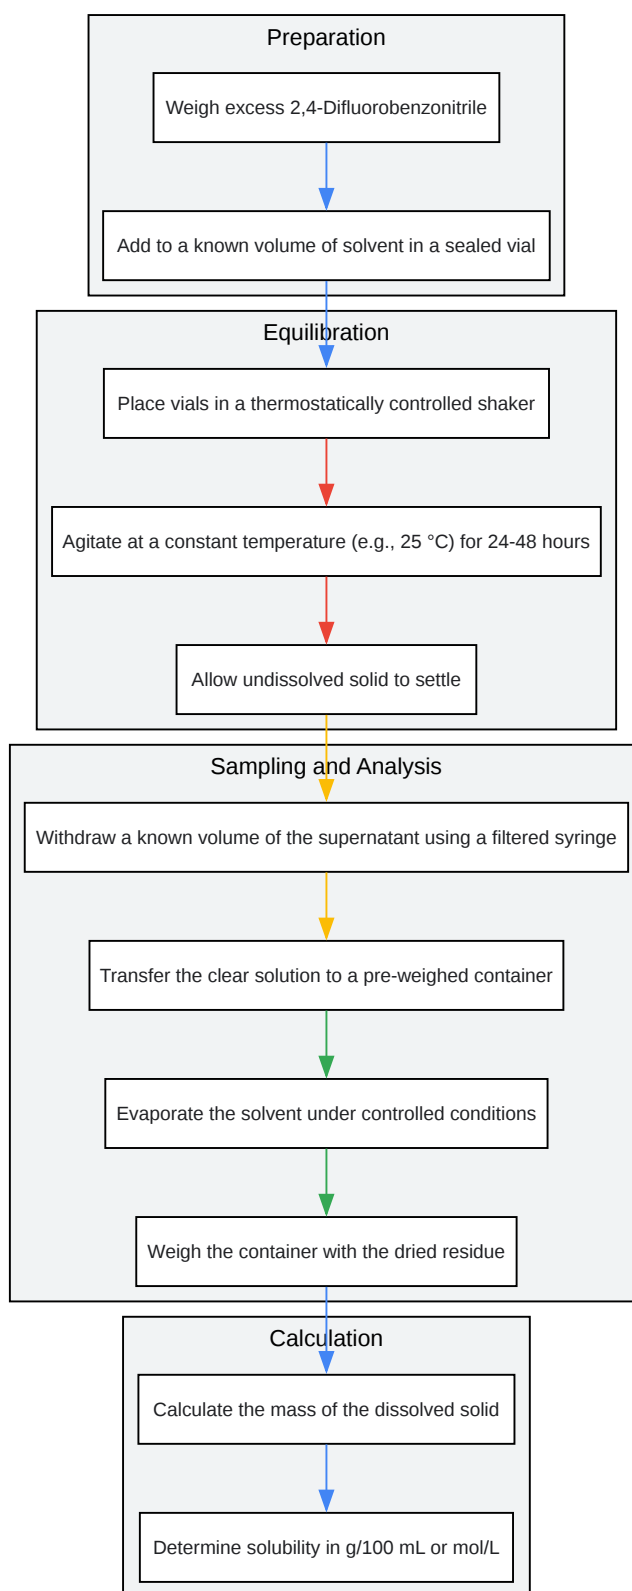 Preparation
Weigh excess 2,4-Difluorobenzonitrile
Add to a known volume of solvent in a sealed vial
Equilibration
Place vials in a thermostatically controlled shaker
Agitate at a constant temperature (e.g., 25 °C) for 24-48 hours
Allow undissolved solid to settle
Sampling and Analysis
Withdraw a known volume of the supernatant using a filtered syringe
Transfer the clear solution to a pre-weighed container
Evaporate the solvent under controlled conditions
Weigh the container with the dried residue
Calculation
Calculate the mass of the dissolved solid
Determine solubility in g/100 mL or mol/L